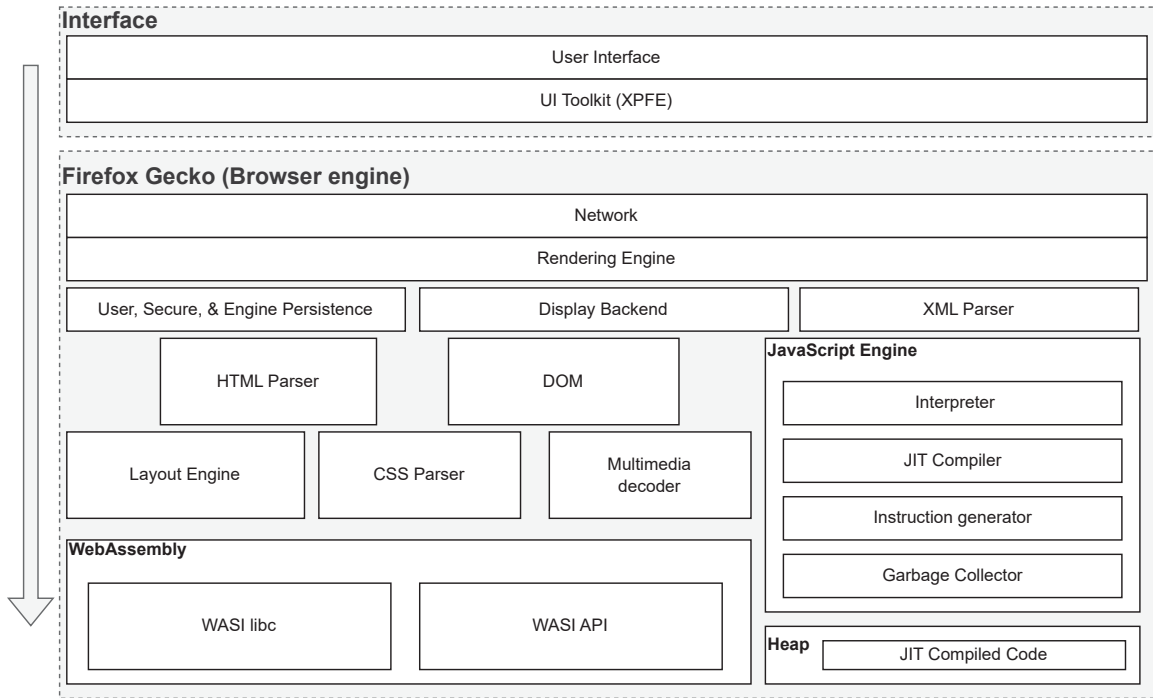 Interface
User Interface
UI Toolkit (XPFE)
Firefox Gecko (Browser engine)
Network
Rendering Engine
User, Secure, & Engine Persistence
Display Backend
XML Parser
HTML Parser
DOM
Layout Engine
CSS Parser
Multimedia
decoder
JavaScript Engine
Interpreter
JIT Compiler
Instruction generator
Garbage Collector
WebAssembly
WASI libc
WASI API
Heap
JIT Compiled Code